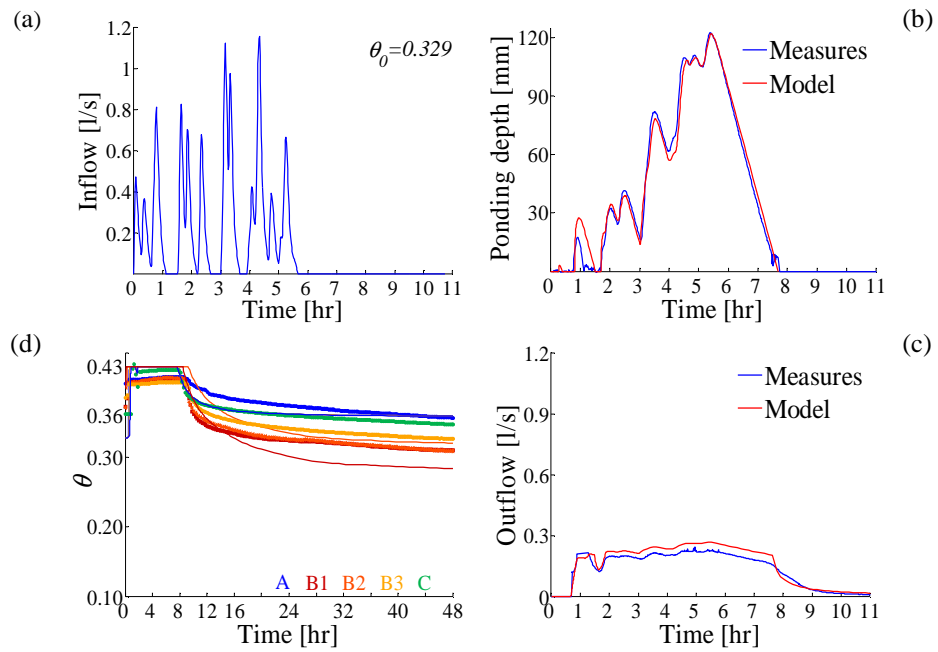 (a)
Inflow [l/s]
1.2
1
0.8
0.6
0.4
0.2
θ0=0.329
0 1 2 3 4 5 6 7 8 9 10 11
Time [hr]
(b)
Ponding depth [mm]
120
90
60
30
Measures
Model
0 1 2 3 4 5 6 7 8 9 10 11
Time [hr]
(d)
θ
0.43
0.36
0.30
0.20
0.10
A B1 B2 B3 C
0 4 8 12 16 24 32 40 48
Time [hr]
(c)
Outflow [l/s]
1.2
0.9
0.6
0.3
0
Measures
Model
0 1 2 3 4 5 6 7 8 9 10 11
Time [hr]